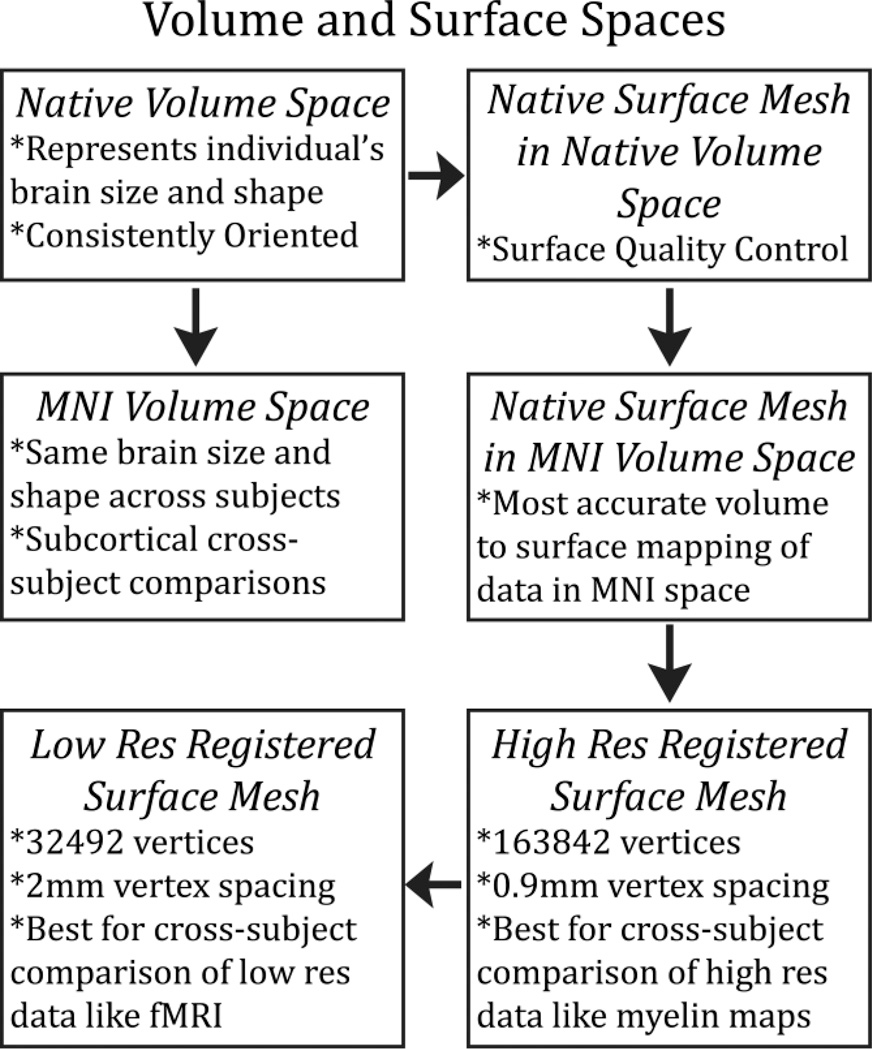 Volume and Surface Spaces
Native Volume Space
*Represents individual's
brain size and shape
*Consistently Oriented
Native Surface Mesh
in Native Volume
Space
*Surface Quality Control
MNI Volume Space
*Same brain size and
shape across subjects
*Subcortical cross-
subject comparisons
Native Surface Mesh
in MNI Volume Space
*Most accurate volume
to surface mapping of
data in MNI space
Low Res Registered
Surface Mesh
*32492 vertices
*2mm vertex spacing
*Best for cross-subject
comparison of low res
data like fMRI
High Res Registered
Surface Mesh
*163842 vertices
*0.9mm vertex spacing
*Best for cross-subject
comparison of high res
data like myelin maps